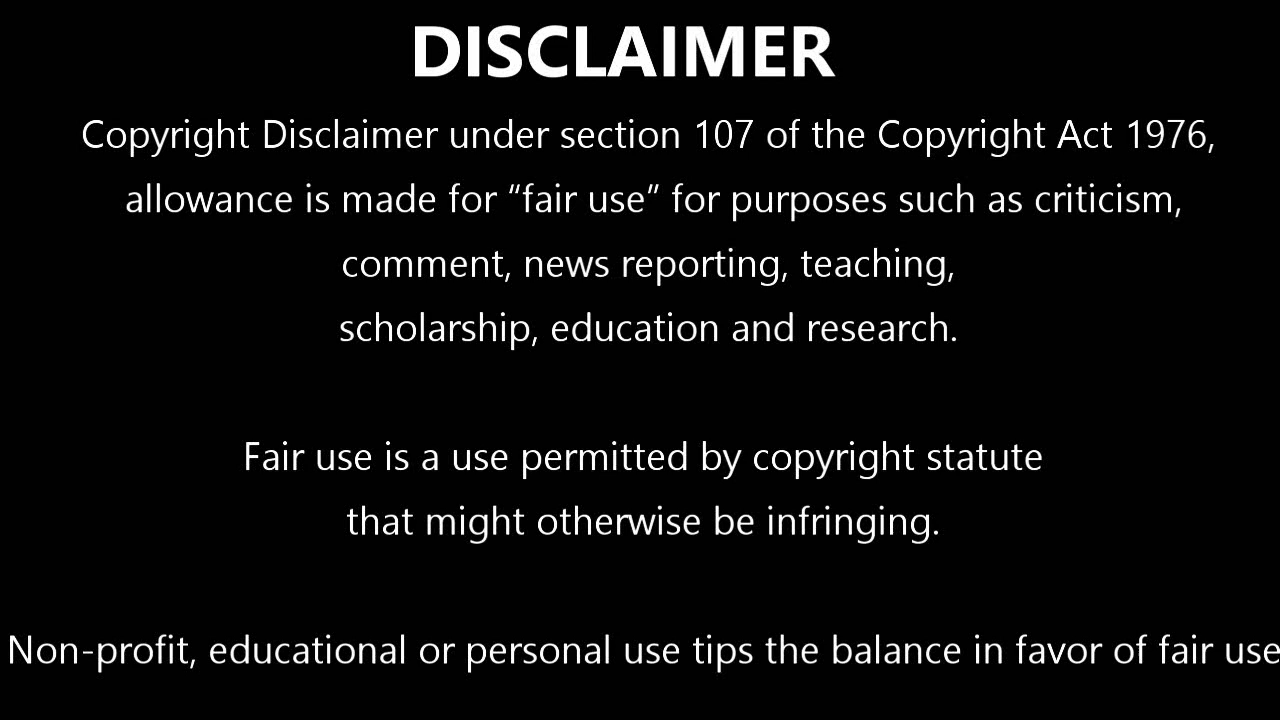 DISCLAIMER
Copyright Disclaimer under section 107 of the Copyright Act 1976,
allowance is made for “fair use” for purposes such as criticism,
comment, news reporting, teaching,
scholarship, education and research.
Fair use is a use permitted by copyright statute
that might otherwise be infringing.
Non-profit, educational or personal use tips the balance in favor of fair use